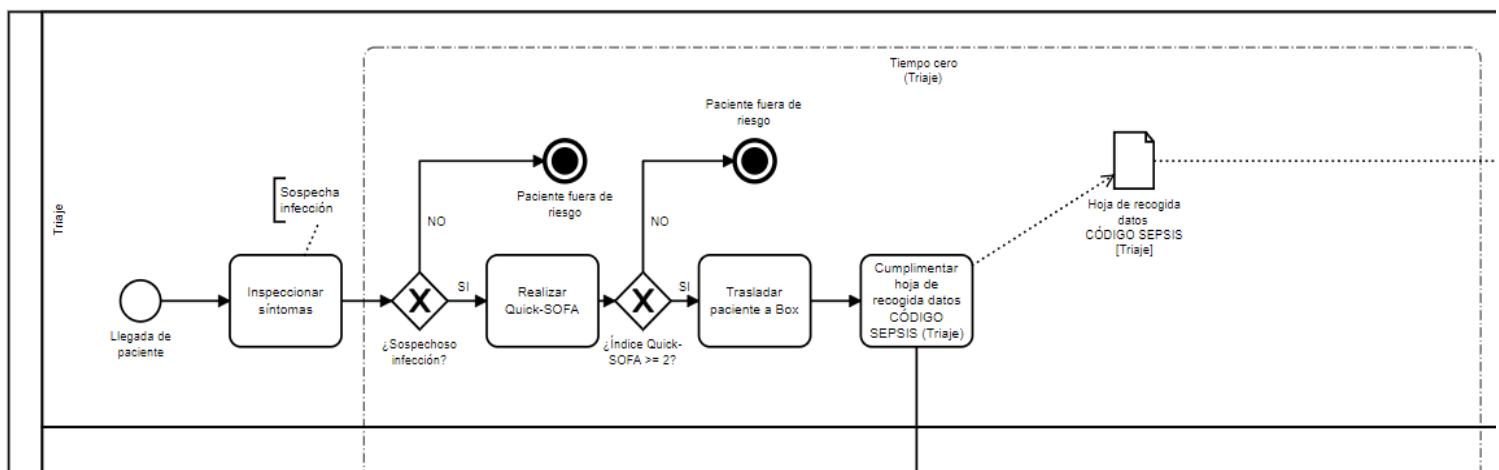 Tiempo cero
(Triaje)
Paciente fuera de
riesgo
Sospecha
infección
Paciente fuera de
riesgo
Triaje
NO
NO
Hoja de recogida
datos
CÓDIGO SEPSIS
[Triaje]
Inspeccionar
síntomas
SI
Realizar
Quick-SOFA
SI
Trasladar
paciente a Box
Cumplimentar
hoja de
recogida datos
CÓDIGO
SEPSIS (Triaje)
Llegada de
paciente
¿Sospechoso
infección?
¿Índice Quick-
SOFA >= 2?